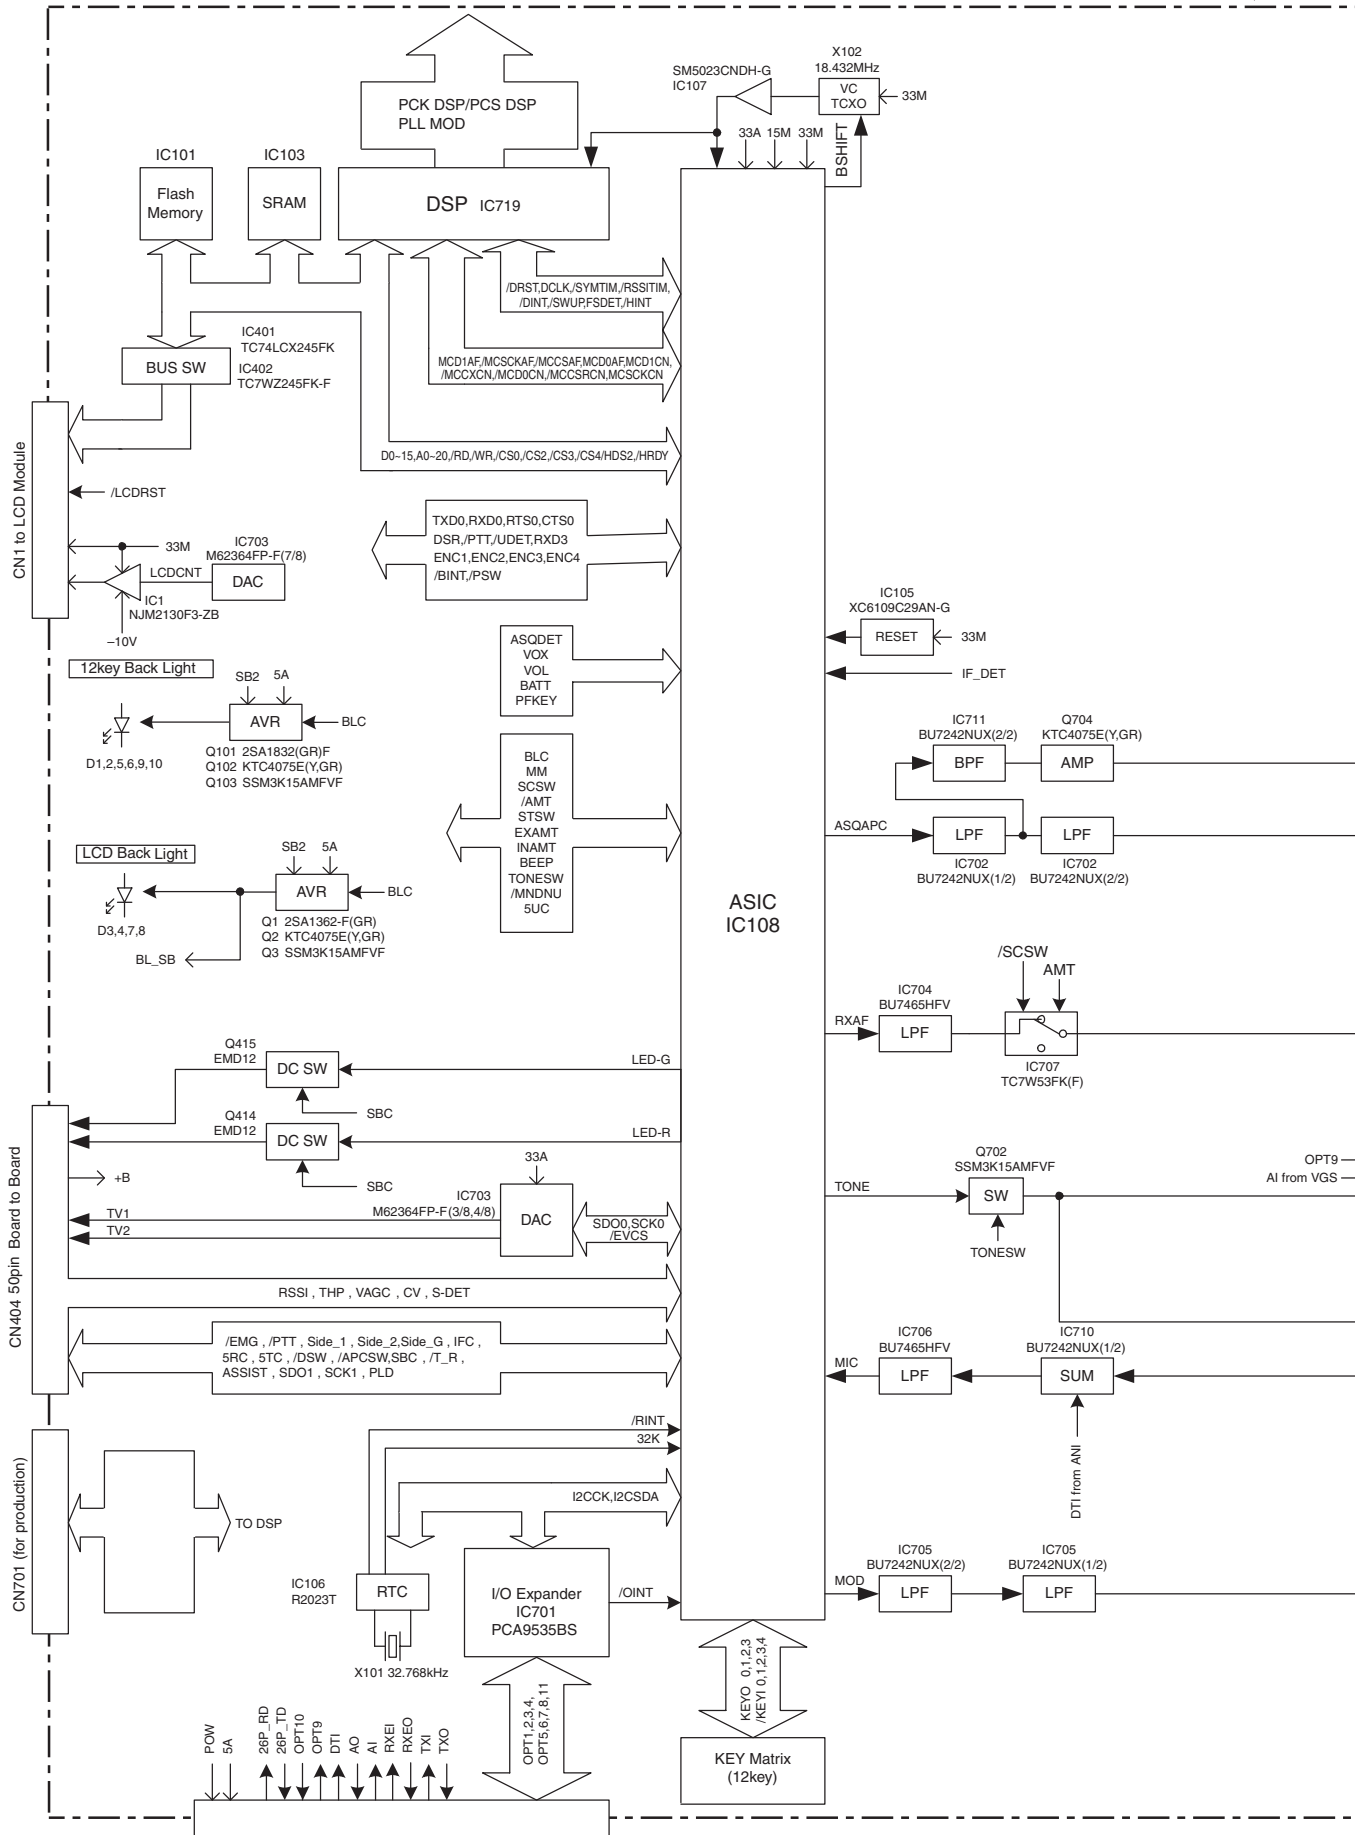 X102
18.432MHz
SM5023CNDH-G
IC107
VC
TCXO
33M
PCK DSP/PCS DSP
PLL MOD
33A 15M 33M
BSHIFT
IC101
IC103
Flash
Memory
SRAM
DSP IC719
/DRST,DCLK,/SYMTIM,/RSSITIM,
/DINT,/SWUP,FSDET,/HINT
IC401
TC74LCX245FK
BUS SW
IC402
TC7WZ245FK-F
MCD1AF,/MCSCKAF,/MCCSAF,MCD0AF,MCD1CN,
/MCCXCN,/MCD0CN,/MCCSRCN,MCSCKCN
CN1 to LCD Module
D0~15,A0~20,/RD,/WR,/CS0,/CS2,/CS3,/CS4/HDS2,/HRDY
/LCDRST
TXD0,RXD0,RTS0,CTS0
DSR,/PTT,/UDET,RXD3
ENC1,ENC2,ENC3,ENC4
/BINT,/PSW
33M
IC703
M62364FP-F(7/8)
LCDCNT
DAC
IC1
NJM2130F3-ZB
–10V
IC105
XC6109C29AN-G
RESET
33M
IF_DET
12key Back Light
SB2
5A
AVR
BLC
D1,2,5,6,9,10
Q101 2SA1832(GR)F
Q102 KTC4075E(Y,GR)
Q103 SSM3K15AMFVF
ASQDET
VOX
VOL
BATT
PFKEY
IC711
BU7242NUX(2/2)
BPF
Q704
KTC4075E(Y,GR)
AMP
BLC
MM
SCSW
/AMT
STSW
EXAMT
INAMT
BEEP
TONESW
/MNDNU
5UC
ASQAPC
LPF
LPF
IC702
BU7242NUX(1/2)
IC702
BU7242NUX(2/2)
LCD Back Light
SB2
5A
AVR
BLC
D3,4,7,8
Q1 2SA1362-F(GR)
Q2 KTC4075E(Y,GR)
Q3 SSM3K15AMFVF
BL_SB
ASIC
IC108
/SCSW
AMT
IC704
BU7465HFV
RXAF
LPF
IC707
TC7W53FK(F)
Q415
EMD12
DC SW
LED-G
SBC
Q414
EMD12
DC SW
LED-R
SBC
CN404 50pin Board to Board
+B
33A
IC703
M62364FP-F(3/8,4/8)
DAC
TV1
TV2
SDO0,SCK0
/EVCS
Q702
SSM3K15AMFVF
TONE
SW
TONESW
OPT9
AI from VGS
RSSI , THP , VAGC , CV , S-DET
/EMG , /PTT , Side_1 , Side_2,Side_G , IFC ,
5RC , 5TC , /DSW , /APCSW,SBC , /T_R ,
ASSIST , SDO1 , SCK1 , PLD
IC706
BU7465HFV
MIC
LPF
IC710
BU7242NUX(1/2)
SUM
DTI from ANI
CN701 (for production)
TO DSP
/RINT
32K
I2CCK,I2CSDA
IC106
R2023T
RTC
X101 32.768kHz
I/O Expander
IC701
PCA9535BS
/OINT
IC705
BU7242NUX(2/2)
MOD
LPF
IC705
BU7242NUX(1/2)
LPF
KEYO 0,1,2,3
/KEYI 0,1,2,3,4
KEY Matrix
(12key)
OPT1,2,3,4,
OPT5,6,7,8,11
POW
5A
26P_RD
26P_TD
OPT10
OPT9
DTI
AO
AI
RXEI
RXEO
TXI
TXO